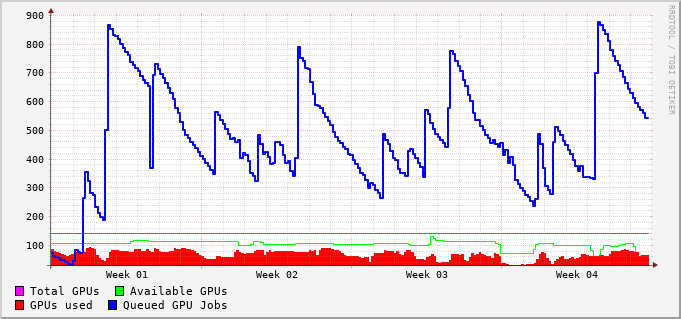 900
800
700
600
500
400
300
200
100
Week 01 Week 02 Week 03 Week 04
Total GPUs Available GPUs
GPUs used Queued GPU Jobs
RRDTOOL / TOBI OETIKER